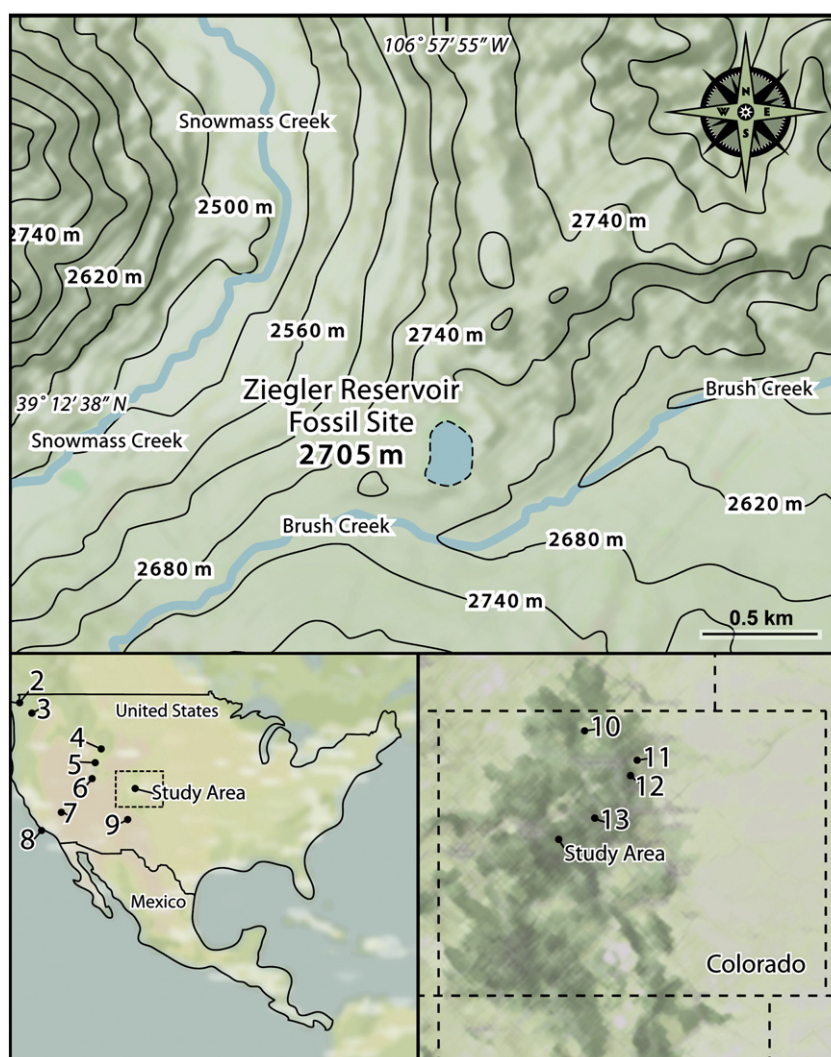 106° 57’ 55” W
N
W E
S
Snowmass Creek
2500 m
2740 m
2740 m
2620 m
2560 m
2740 m
39° 12’ 38” N
Ziegler Reservoir
Fossil Site
2705 m
Brush Creek
Snowmass Creek
2620 m
Brush Creek
2680 m
2680 m
2740 m
0.5 km
2
3
United States
4
5
6
Study Area
7
9
8
Mexico
10
11
12
13
Study Area
Colorado